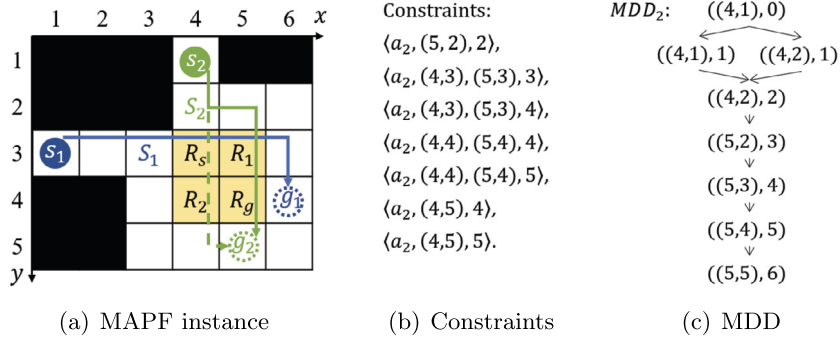 1 2 3 4 5 6 x
1 s₂
2 S₂
3 s₁ S₁ Rₛ R₁
4 R₂ R_g g₁
5 g₂
y
(a) MAPF instance
Constraints:
⟨a₂, (5, 2), 2⟩,
⟨a₂, (4,3), (5,3), 3⟩,
⟨a₂, (4,3), (5,3), 4⟩,
⟨a₂, (4,4), (5,4), 4⟩,
⟨a₂, (4,4), (5,4), 5⟩,
⟨a₂, (4,5), 4⟩,
⟨a₂, (4,5), 5⟩.
(b) Constraints
MDD₂: ((4,1), 0)
((4,1), 1) ((4,2), 1)
((4,2), 2)
((5,2), 3)
((5,3), 4)
((5,4), 5)
((5,5), 6)
(c) MDD